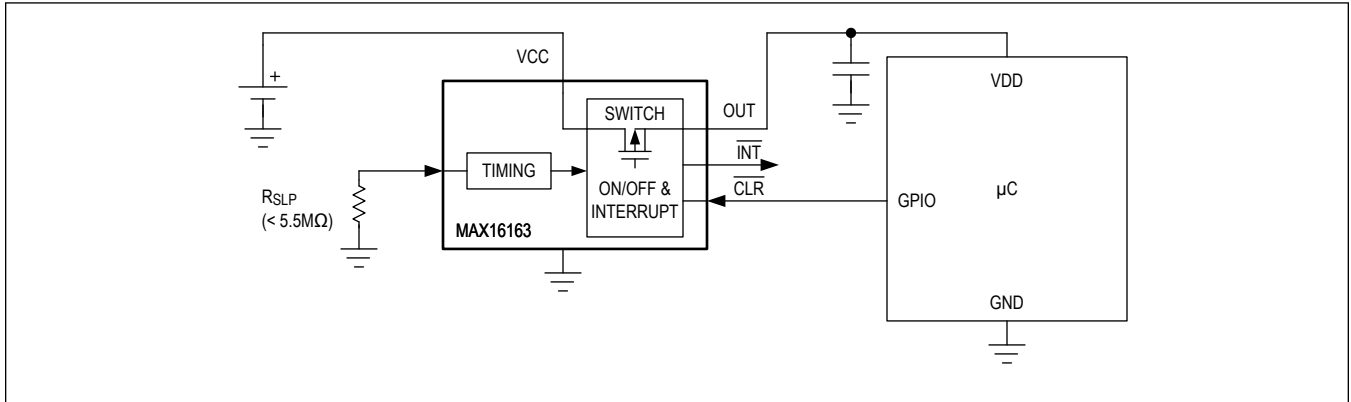 +
VCC
SWITCH
OUT
VDD
TIMING
INT
RSLP
(< 5.5MΩ)
ON/OFF &
INTERRUPT
CLR
GPIO
µC
MAX16163
GND